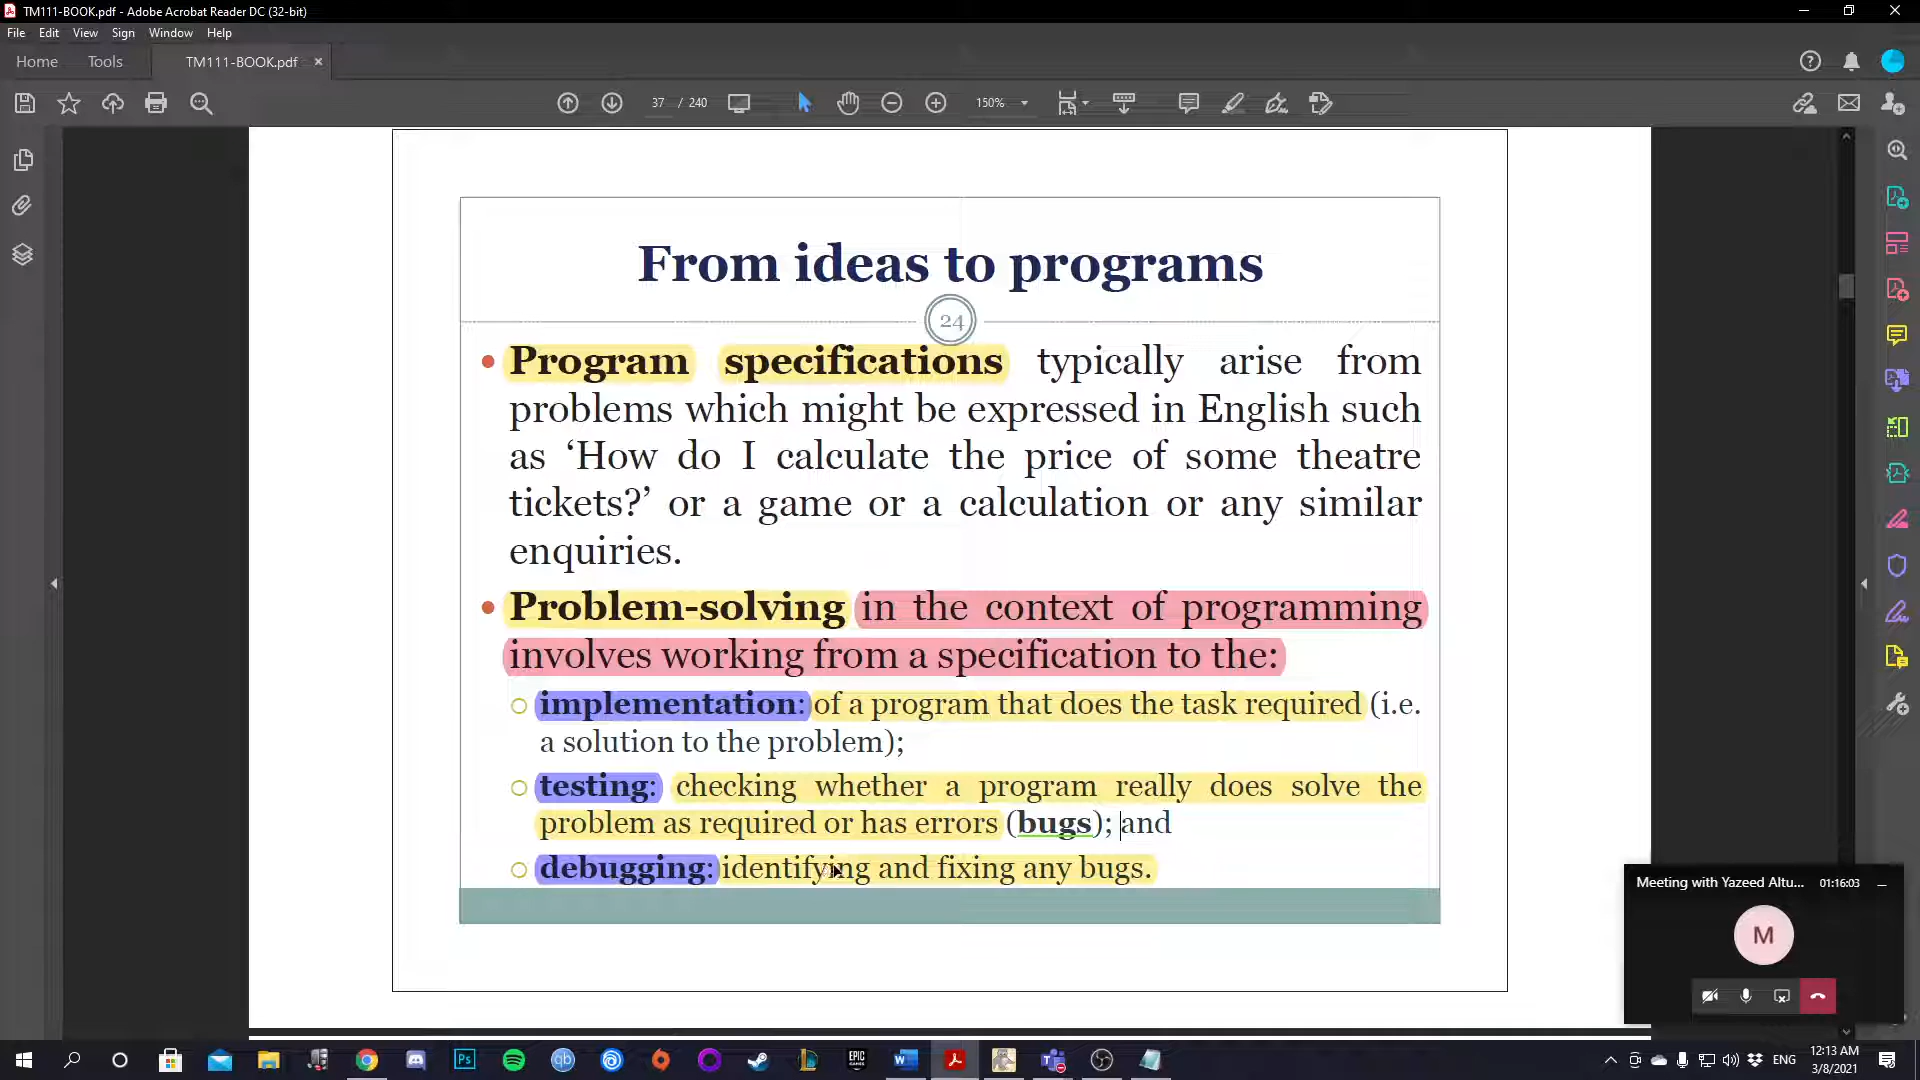 TM111-BOOK.pdf - Adobe Acrobat Reader DC (32-bit)
File Edit View Sign Window Help
Home Tools TM111-BOOK.pdf
37 / 240 150%
From ideas to programs
24
Program specifications typically arise from
problems which might be expressed in English such
as ‘How do I calculate the price of some theatre
tickets?’ or a game or a calculation or any similar
enquiries.
Problem-solving in the context of programming
involves working from a specification to the:
implementation: of a program that does the task required (i.e.
a solution to the problem);
testing: checking whether a program really does solve the
problem as required or has errors (bugs); and
debugging: identifying and fixing any bugs.
Meeting with Yazeed Altu... 01:16:03
M
Ps
qb
EPIC GAMES
ENG
12:13 AM
3/8/2021